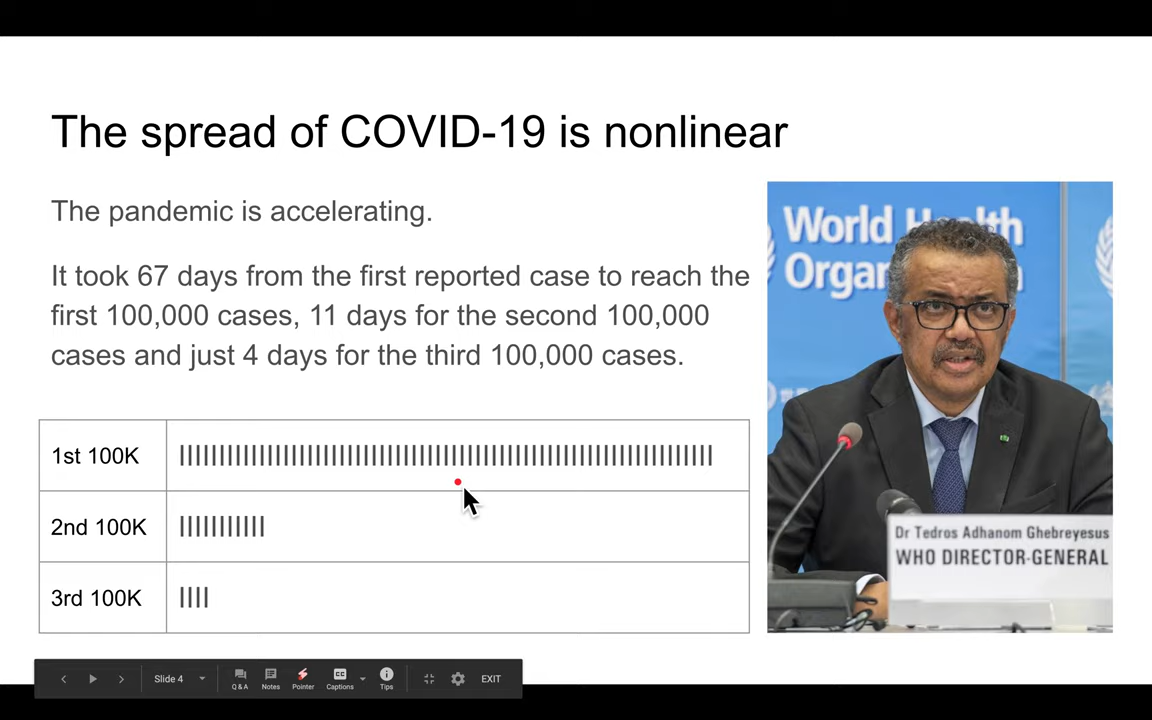 The spread of COVID-19 is nonlinear
The pandemic is accelerating.
It took 67 days from the first reported case to reach the
first 100,000 cases, 11 days for the second 100,000
cases and just 4 days for the third 100,000 cases.
1st 100K |||||||||||||||||||||||||||||||||||||||||||||||||||||||||||||||||||
2nd 100K |||||||||||
3rd 100K ||||
World Health
Dr Tedros Adhanom Ghebreyesus
WHO DIRECTOR-GENERAL
Slide 4
Q & A
Notes
Pointer
CC
Captions
Tips
EXIT